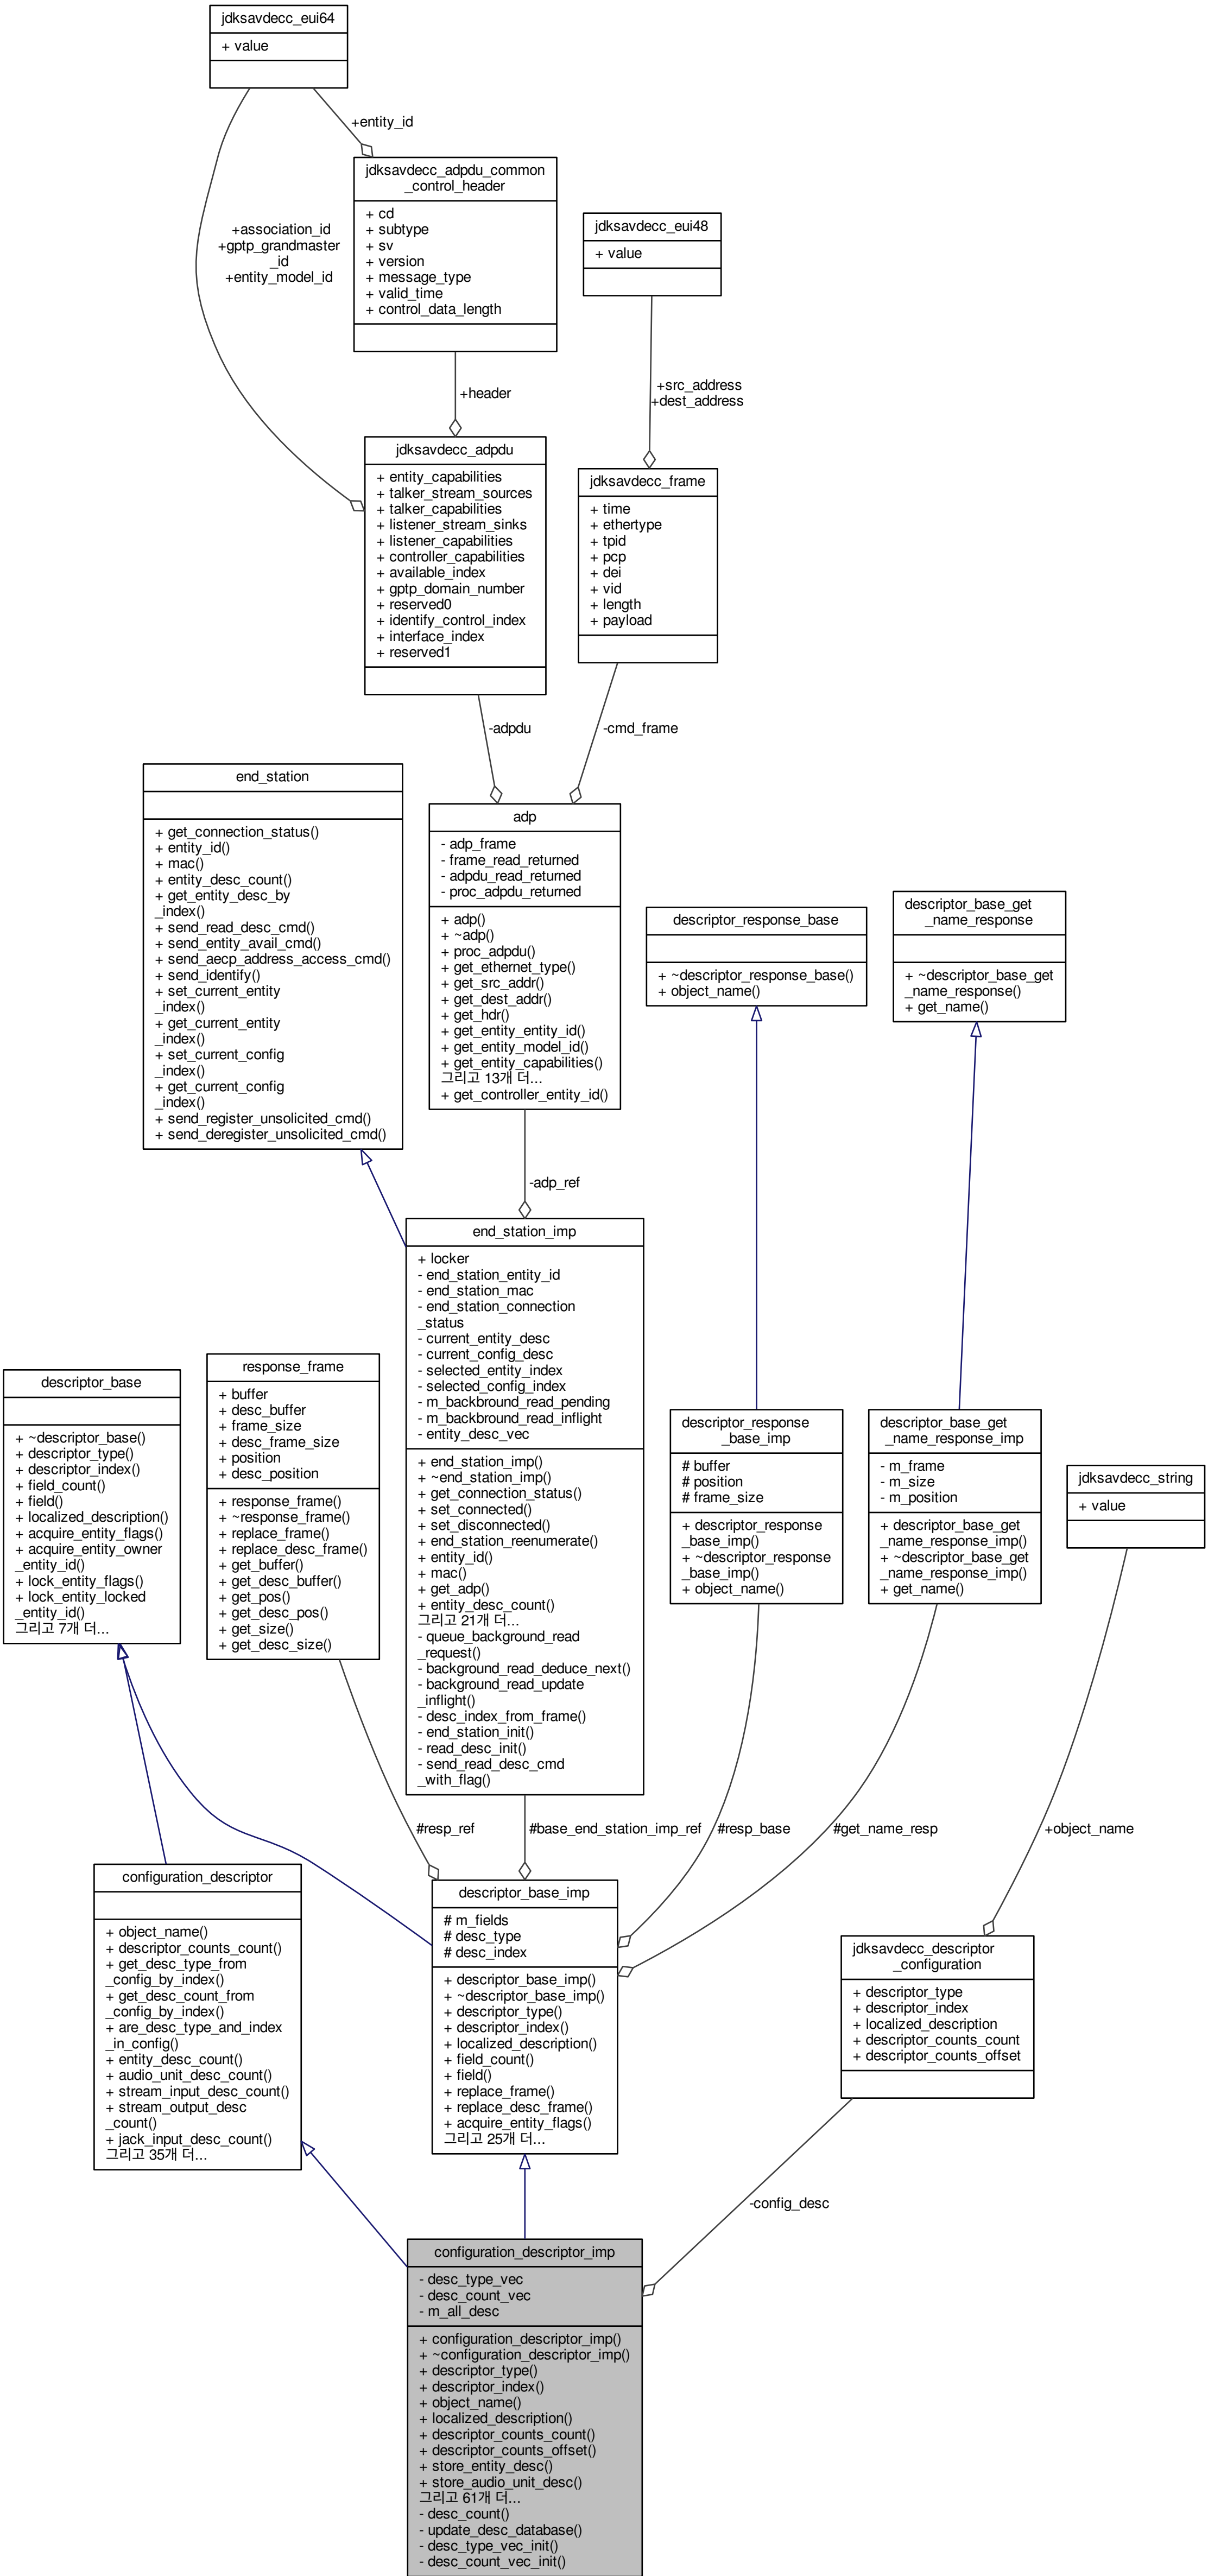 jdksavdecc_eui64
+ value
+entity_id
jdksavdecc_adpdu_common
_control_header
+ cd
+ subtype
+ sv
+ version
+ message_type
+ valid_time
+ control_data_length
+association_id
+gptp_grandmaster
_id
+entity_model_id
jdksavdecc_eui48
+ value
+header
+src_address
+dest_address
jdksavdecc_adpdu
+ entity_capabilities
+ talker_stream_sources
+ talker_capabilities
+ listener_stream_sinks
+ listener_capabilities
+ controller_capabilities
+ available_index
+ gptp_domain_number
+ reserved0
+ identify_control_index
+ interface_index
+ reserved1
jdksavdecc_frame
+ time
+ ethertype
+ tpid
+ pcp
+ dei
+ vid
+ length
+ payload
-adpdu
-cmd_frame
end_station
+ get_connection_status()
+ entity_id()
+ mac()
+ entity_desc_count()
+ get_entity_desc_by
_index()
+ send_read_desc_cmd()
+ send_entity_avail_cmd()
+ send_aecp_address_access_cmd()
+ send_identify()
+ set_current_entity
_index()
+ get_current_entity
_index()
+ set_current_config
_index()
+ get_current_config
_index()
+ send_register_unsolicited_cmd()
+ send_deregister_unsolicited_cmd()
adp
- adp_frame
- frame_read_returned
- adpdu_read_returned
- proc_adpdu_returned
+ adp()
+ ~adp()
+ proc_adpdu()
+ get_ethernet_type()
+ get_src_addr()
+ get_dest_addr()
+ get_hdr()
+ get_entity_entity_id()
+ get_entity_model_id()
+ get_entity_capabilities()
그리고 13개 더...
+ get_controller_entity_id()
descriptor_response_base
+ ~descriptor_response_base()
+ object_name()
descriptor_base_get
_name_response
+ ~descriptor_base_get
_name_response()
+ get_name()
-adp_ref
end_station_imp
+ locker
- end_station_entity_id
- end_station_mac
- end_station_connection
_status
- current_entity_desc
- current_config_desc
- selected_entity_index
- selected_config_index
- m_backbround_read_pending
- m_backbround_read_inflight
- entity_desc_vec
+ end_station_imp()
+ ~end_station_imp()
+ get_connection_status()
+ set_connected()
+ set_disconnected()
+ end_station_reenumerate()
+ entity_id()
+ mac()
+ get_adp()
+ entity_desc_count()
그리고 21개 더...
- queue_background_read
_request()
- background_read_deduce_next()
- background_read_update
_inflight()
- desc_index_from_frame()
- end_station_init()
- read_desc_init()
- send_read_desc_cmd
_with_flag()
descriptor_base
+ ~descriptor_base()
+ descriptor_type()
+ descriptor_index()
+ field_count()
+ field()
+ localized_description()
+ acquire_entity_flags()
+ acquire_entity_owner
_entity_id()
+ lock_entity_flags()
+ lock_entity_locked
_entity_id()
그리고 7개 더...
response_frame
+ buffer
+ desc_buffer
+ frame_size
+ desc_frame_size
+ position
+ desc_position
+ response_frame()
+ ~response_frame()
+ replace_frame()
+ replace_desc_frame()
+ get_buffer()
+ get_desc_buffer()
+ get_pos()
+ get_desc_pos()
+ get_size()
+ get_desc_size()
descriptor_response
_base_imp
# buffer
# position
# frame_size
+ descriptor_response
_base_imp()
+ ~descriptor_response
_base_imp()
+ object_name()
descriptor_base_get
_name_response_imp
- m_frame
- m_size
- m_position
+ descriptor_base_get
_name_response_imp()
+ ~descriptor_base_get
_name_response_imp()
+ get_name()
jdksavdecc_string
+ value
#resp_ref
#base_end_station_imp_ref
#resp_base
#get_name_resp
+object_name
configuration_descriptor
+ object_name()
+ descriptor_counts_count()
+ get_desc_type_from
_config_by_index()
+ get_desc_count_from
_config_by_index()
+ are_desc_type_and_index
_in_config()
+ entity_desc_count()
+ audio_unit_desc_count()
+ stream_input_desc_count()
+ stream_output_desc
_count()
+ jack_input_desc_count()
그리고 35개 더...
descriptor_base_imp
# m_fields
# desc_type
# desc_index
+ descriptor_base_imp()
+ ~descriptor_base_imp()
+ descriptor_type()
+ descriptor_index()
+ localized_description()
+ field_count()
+ field()
+ replace_frame()
+ replace_desc_frame()
+ acquire_entity_flags()
그리고 25개 더...
jdksavdecc_descriptor
_configuration
+ descriptor_type
+ descriptor_index
+ localized_description
+ descriptor_counts_count
+ descriptor_counts_offset
-config_desc
configuration_descriptor_imp
- desc_type_vec
- desc_count_vec
- m_all_desc
+ configuration_descriptor_imp()
+ ~configuration_descriptor_imp()
+ descriptor_type()
+ descriptor_index()
+ object_name()
+ localized_description()
+ descriptor_counts_count()
+ descriptor_counts_offset()
+ store_entity_desc()
+ store_audio_unit_desc()
그리고 61개 더...
- desc_count()
- update_desc_database()
- desc_type_vec_init()
- desc_count_vec_init()